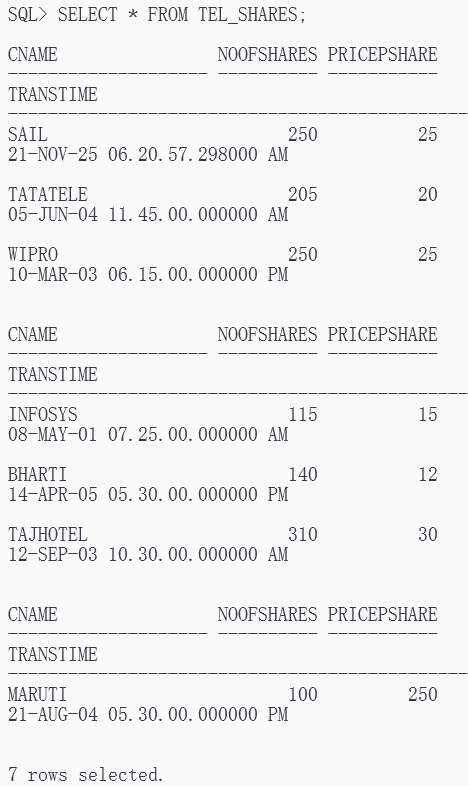 SQL> SELECT * FROM TEL_SHARES;
CNAME NOOFSHARES PRICEPSHARE
-------------------- ---------- -----------
TRANSTIME
----------------------------------------------
SAIL 250 25
21-NOV-25 06.20.57.298000 AM
TATATELE 205 20
05-JUN-04 11.45.00.000000 AM
WIPRO 250 25
10-MAR-03 06.15.00.000000 PM
CNAME NOOFSHARES PRICEPSHARE
-------------------- ---------- -----------
TRANSTIME
----------------------------------------------
INFOSYS 115 15
08-MAY-01 07.25.00.000000 AM
BHARTI 140 12
14-APR-05 05.30.00.000000 PM
TAJHOTEL 310 30
12-SEP-03 10.30.00.000000 AM
CNAME NOOFSHARES PRICEPSHARE
-------------------- ---------- -----------
TRANSTIME
----------------------------------------------
MARUTI 100 250
21-AUG-04 05.30.00.000000 PM
7 rows selected.